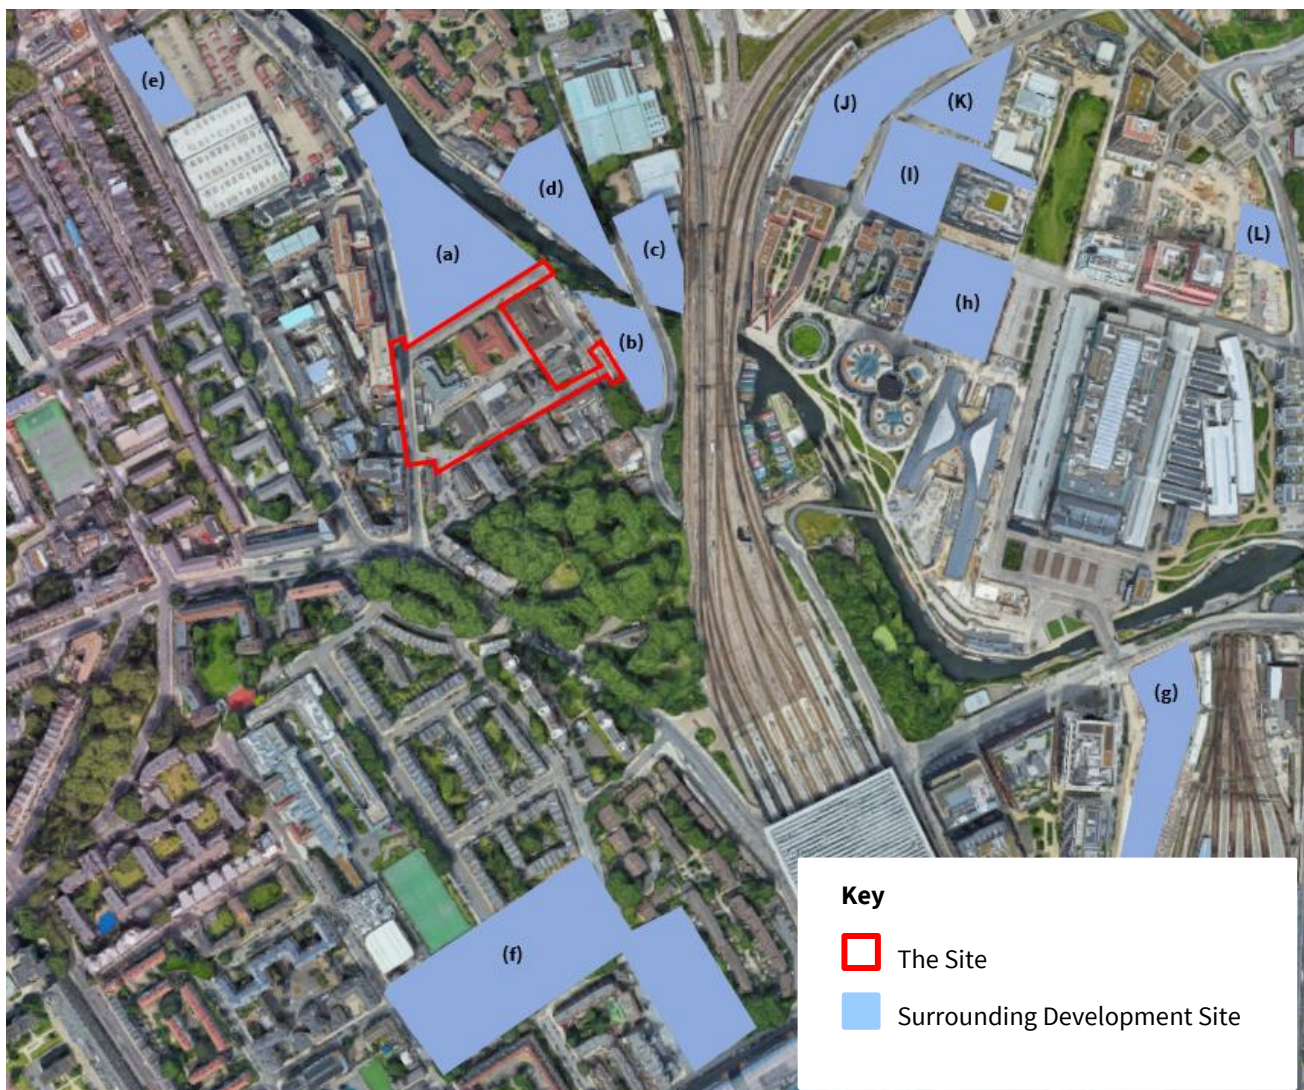 (e)
(J)
(K)
(d)
(I)
(a)
(c)
(L)
(h)
(b)
(g)
(f)
Key
The Site
Surrounding Development Site